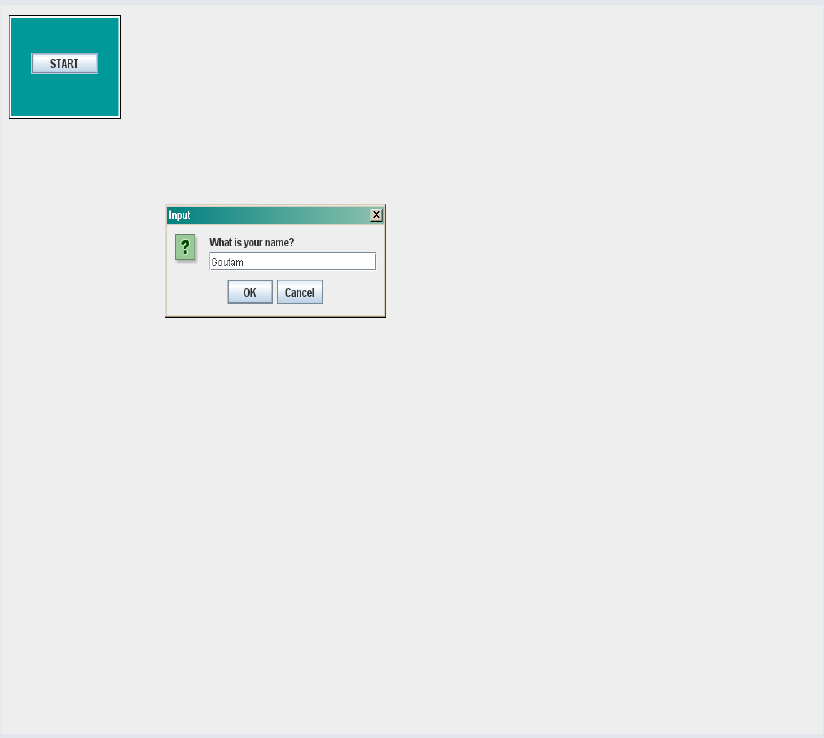 START
Input
X
What is your name?
?
Goutam
OK
Cancel